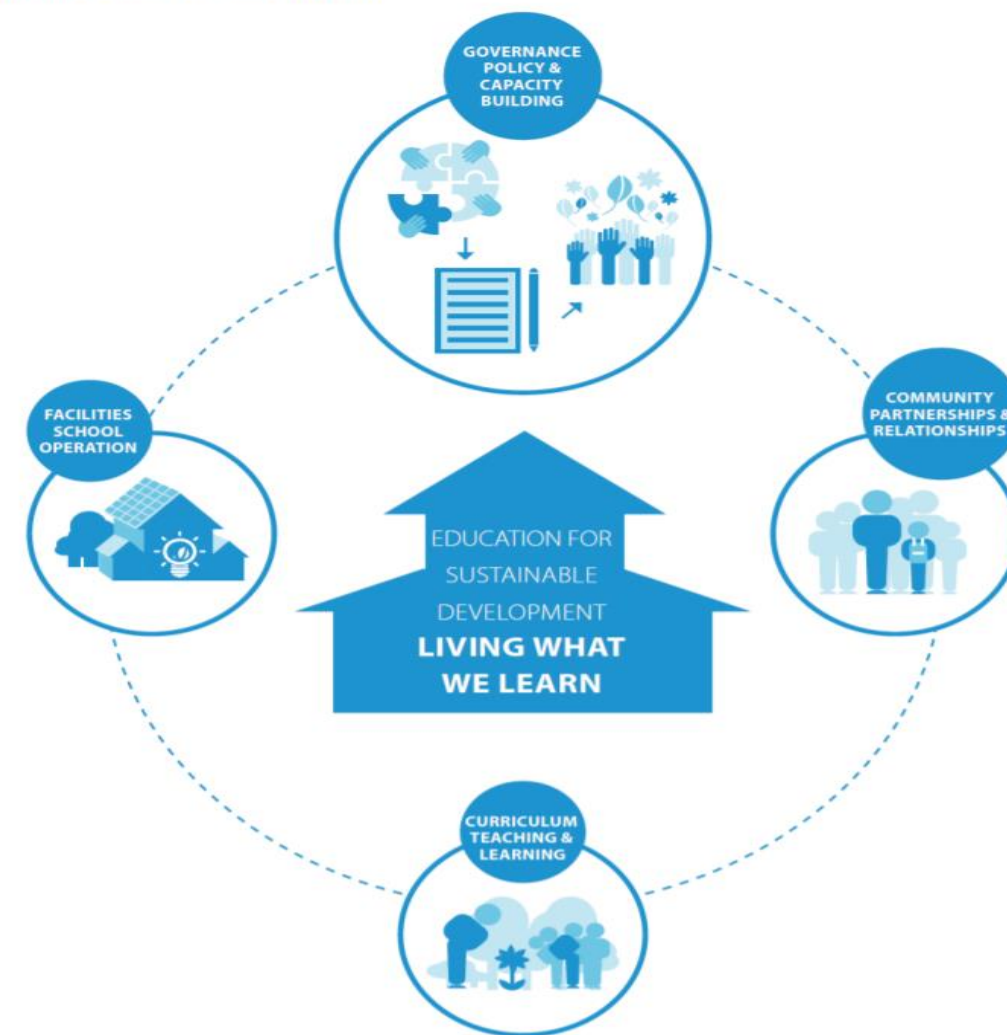 GOVERNANCE
POLICY &
CAPACITY
BUILDING
FACILITIES
SCHOOL
OPERATION
COMMUNITY
PARTNERSHIPS &
RELATIONSHIPS
EDUCATION FOR
SUSTAINABLE
DEVELOPMENT
LIVING WHAT
WE LEARN
CURRICULUM
TEACHING &
LEARNING